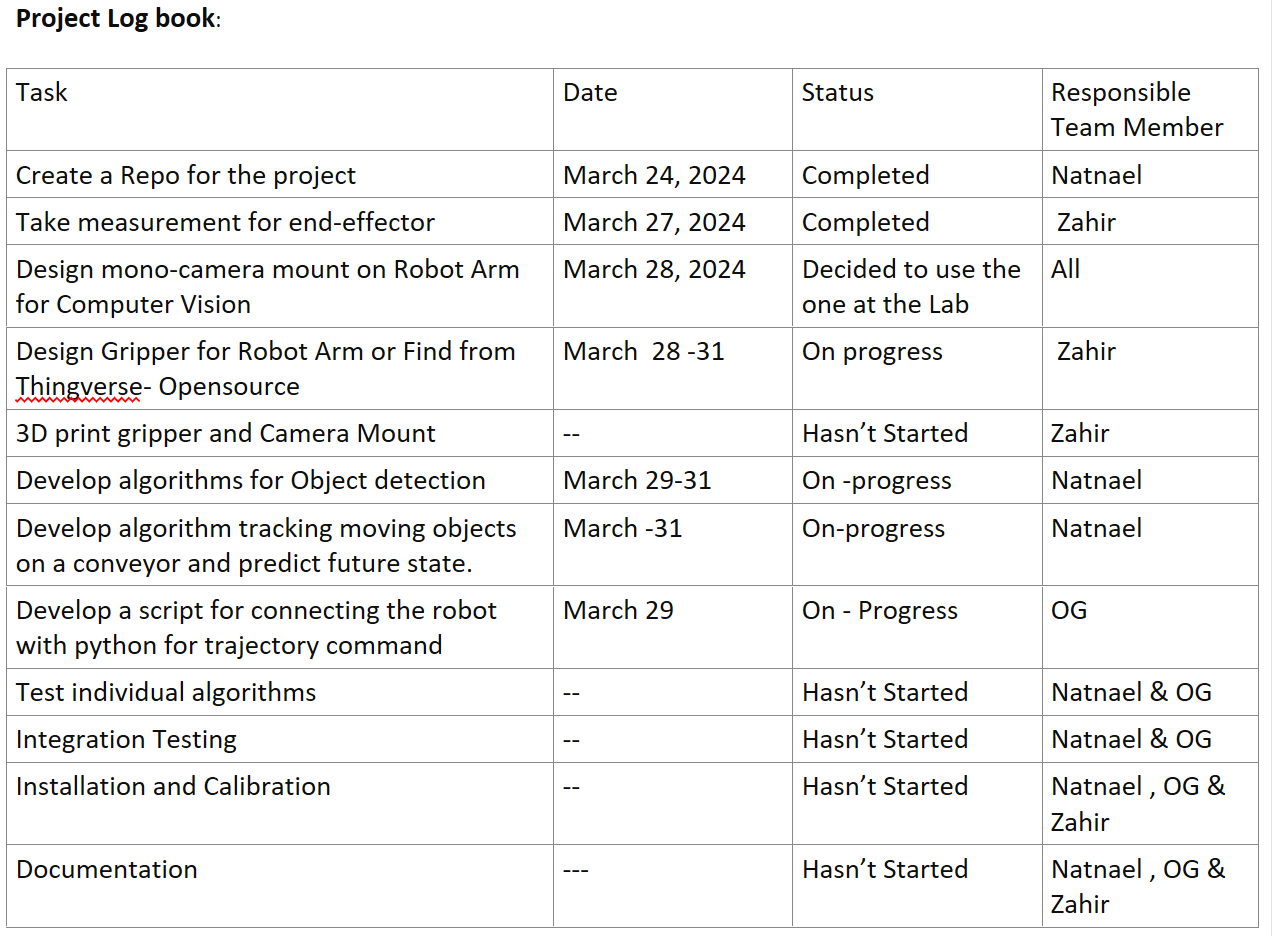 Project Log book:
Task Date Status Responsible
Team Member
Create a Repo for the project March 24, 2024 Completed Natnael
Take measurement for end-effector March 27, 2024 Completed Zahir
Design mono-camera mount on Robot Arm March 28, 2024 Decided to use the All
for Computer Vision one at the Lab
Design Gripper for Robot Arm or Find from March  28 -31 On progress Zahir
Thingverse- Opensource
3D print gripper and Camera Mount -- Hasn’t Started Zahir
Develop algorithms for Object detection March 29-31 On -progress Natnael
Develop algorithm tracking moving objects March -31 On-progress Natnael
on a conveyor and predict future state.
Develop a script for connecting the robot March 29 On - Progress OG
with python for trajectory command
Test individual algorithms -- Hasn’t Started Natnael & OG
Integration Testing -- Hasn’t Started Natnael & OG
Installation and Calibration -- Hasn’t Started Natnael , OG &
Zahir
Documentation --- Hasn’t Started Natnael , OG &
Zahir